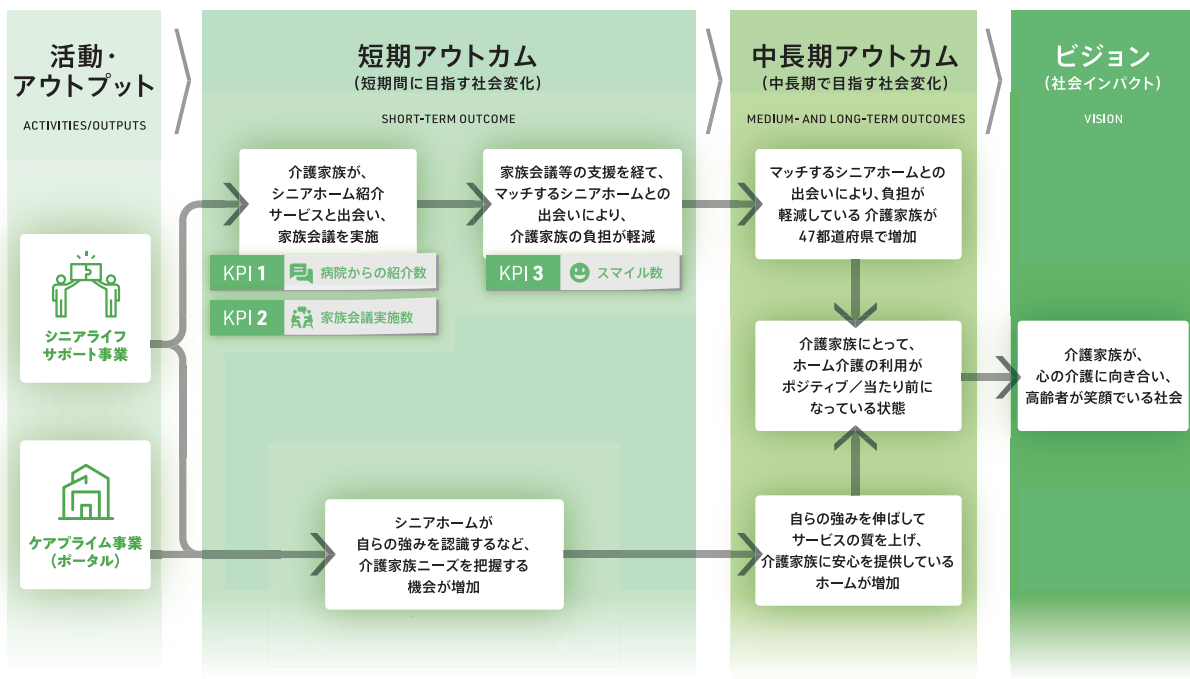 活動・
アウトプット
ACTIVITIES/OUTPUTS
シニアライフ
サポート事業
ケアプライム事業
（ポータル）
短期アウトカム
（短期間に目指す社会変化）
SHORT-TERM OUTCOME
介護家族が、
シニアホーム紹介
サービスと出会い、
家族会議を実施
KPI 1 病院からの紹介数
KPI 2 家族会議実施数
家族会議等の支援を経て、
マッチするシニアホームとの
出会いにより、
介護家族の負担が軽減
KPI 3 スマイル数
シニアホームが
自らの強みを認識するなど、
介護家族ニーズを把握する
機会が増加
中長期アウトカム
（中長期で目指す社会変化）
MEDIUM- AND LONG-TERM OUTCOMES
マッチするシニアホームとの
出会いにより、負担が
軽減している 介護家族が
47都道府県で増加
介護家族にとって、
ホーム介護の利用が
ポジティブ／当たり前に
なっている状態
自らの強みを伸ばして
サービスの質を上げ、
介護家族に安心を提供している
ホームが増加
ビジョン
（社会インパクト）
VISION
介護家族が、
心の介護に向き合い、
高齢者が笑顔でいる社会